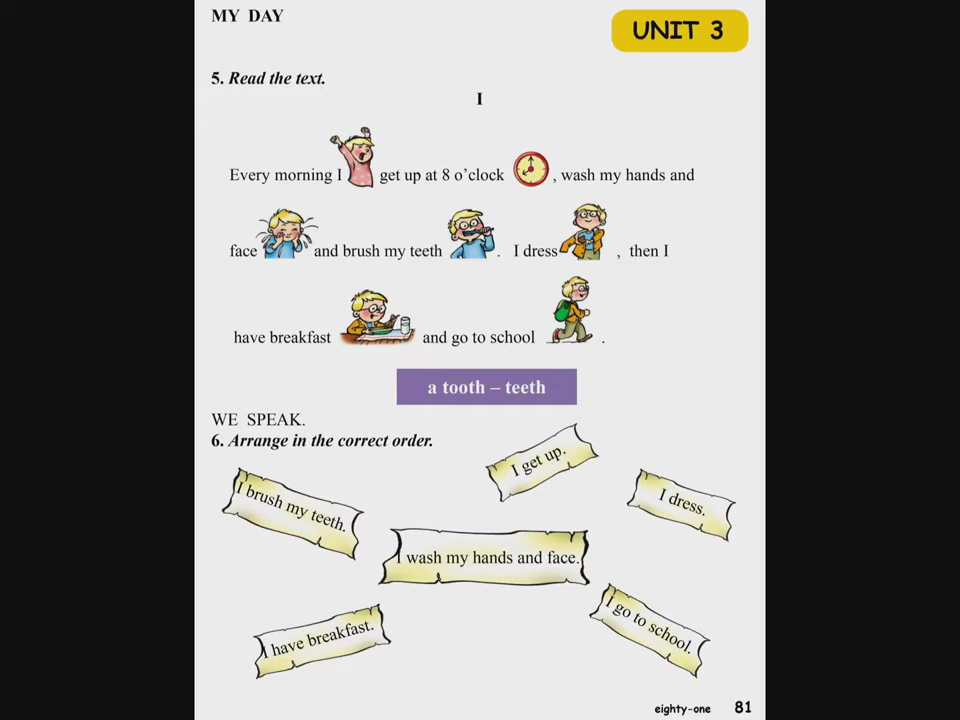 MY DAY
UNIT 3
5. Read the text.
I
Every morning I get up at 8 o’clock , wash my hands and
face and brush my teeth . I dress , then I
have breakfast and go to school .
a tooth – teeth
WE SPEAK.
6. Arrange in the correct order.
I get up.
I brush my teeth.
I dress.
I wash my hands and face.
I go to school.
I have breakfast.
eighty-one 81